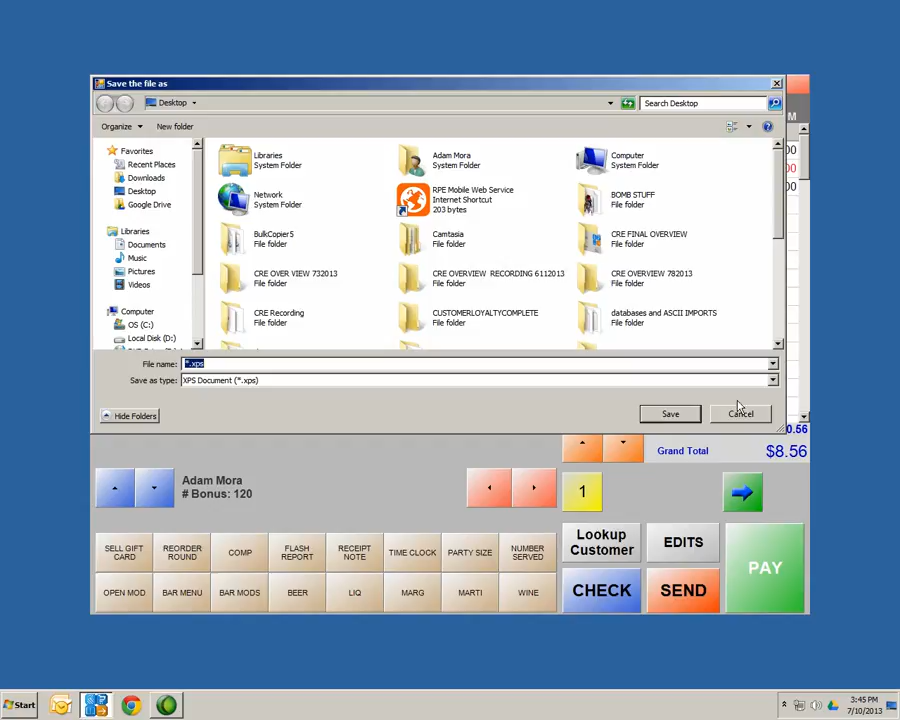 Save the file as
Desktop
Search Desktop
M
Organize
New folder
Favorites
Recent Places
Downloads
Desktop
Google Drive
Libraries
Documents
Music
Pictures
Videos
Computer
OS (C:)
Local Disk (D:)
Libraries
System Folder
Adam Mora
System Folder
Computer
System Folder
Network
System Folder
RPE Mobile Web Service
Internet Shortcut
203 bytes
BOMB STUFF
File folder
BulkCopier5
File folder
Camtasia
File folder
CRE FINAL OVERVIEW
File folder
CRE OVER VIEW 732013
File folder
CRE OVERVIEW RECORDING 6112013
File folder
CRE OVERVIEW 782013
File folder
CRE Recording
File folder
CUSTOMERLOYALTYCOMPLETE
File folder
databases and ASCII IMPORTS
File folder
00
00
00
File name: *.xps
Save as type: XPS Document (*.xps)
Hide Folders
Save
Cancel
0.56
Grand Total $8.56
Adam Mora
# Bonus: 120
1
SELL GIFT
CARD
REORDER
ROUND
COMP
FLASH
REPORT
RECEIPT
NOTE
TIME CLOCK
PARTY SIZE
NUMBER
SERVED
Lookup
Customer
EDITS
PAY
OPEN MOD
BAR MENU
BAR MODS
BEER
LIQ
MARG
MARTI
WINE
CHECK
SEND
Start
3:45 PM
7/10/2013